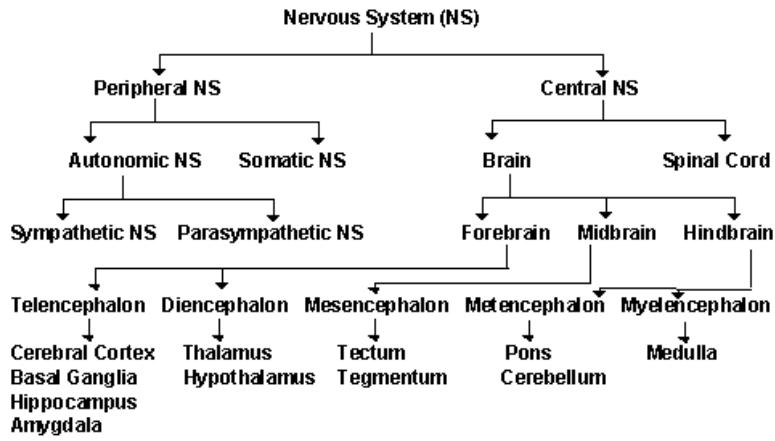 Nervous System (NS)
Peripheral NS
Central NS
Autonomic NS
Somatic NS
Brain
Spinal Cord
Sympathetic NS
Parasympathetic NS
Forebrain
Midbrain
Hindbrain
Telencephalon
Diencephalon
Mesencephalon
Metencephalon
Myelencephalon
Cerebral Cortex
Basal Ganglia
Hippocampus
Amygdala
Thalamus
Hypothalamus
Tectum
Tegmentum
Pons
Cerebellum
Medulla